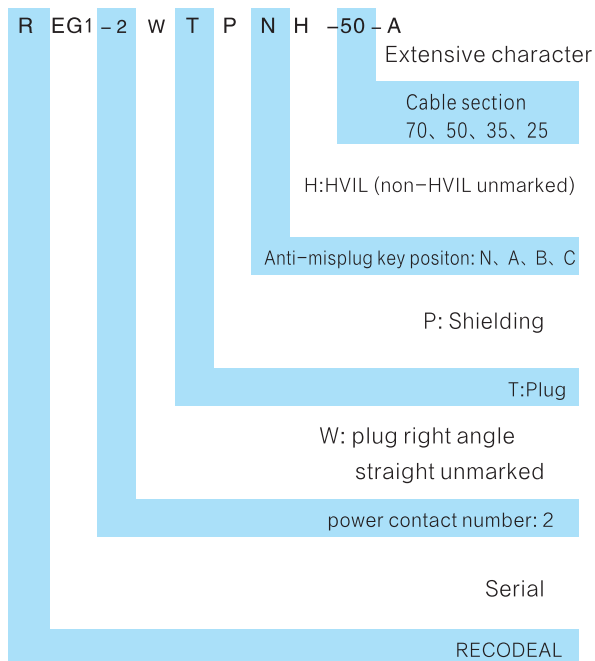 R EG1 -2 W T P N H -50 - A
Extensive character
Cable section
70、50、35、25
H:HVIL (non-HVIL unmarked)
Anti-misplug key positon: N、A、B、C
P: Shielding
T:Plug
W: plug right angle
straight unmarked
power contact number: 2
Serial
RECODEAL